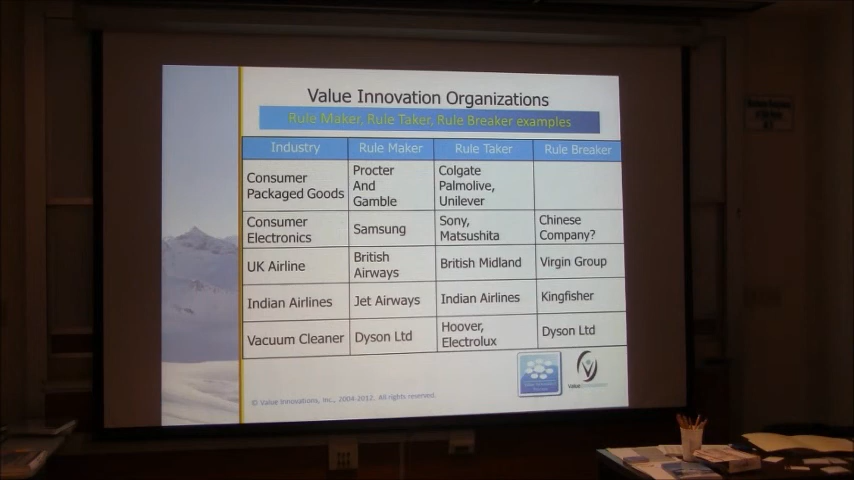 Value Innovation Organizations
Rule Maker, Rule Taker, Rule Breaker examples
Industry
Rule Maker
Rule Taker
Rule Breaker
Consumer
Packaged Goods
Procter
And
Gamble
Colgate
Palmolive,
Unilever
Consumer
Electronics
Samsung
Sony,
Matsushita
Chinese
Company?
UK Airline
British
Airways
British Midland
Virgin Group
Indian Airlines
Jet Airways
Indian Airlines
Kingfisher
Vacuum Cleaner
Dyson Ltd
Hoover,
Electrolux
Dyson Ltd
© Value Innovations, Inc., 2004-2012. All rights reserved.